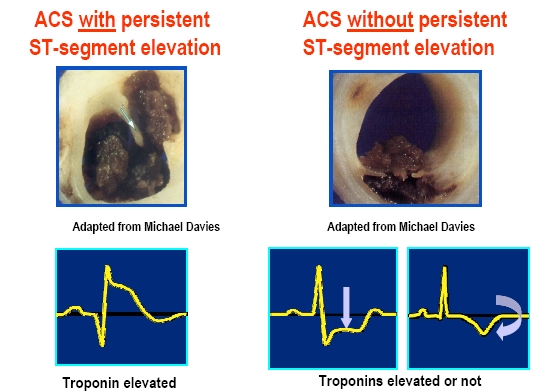 ACS with persistent
ST-segment elevation
Adapted from Michael Davies
Troponin elevated
ACS without persistent
ST-segment elevation
Adapted from Michael Davies
Troponins elevated or not